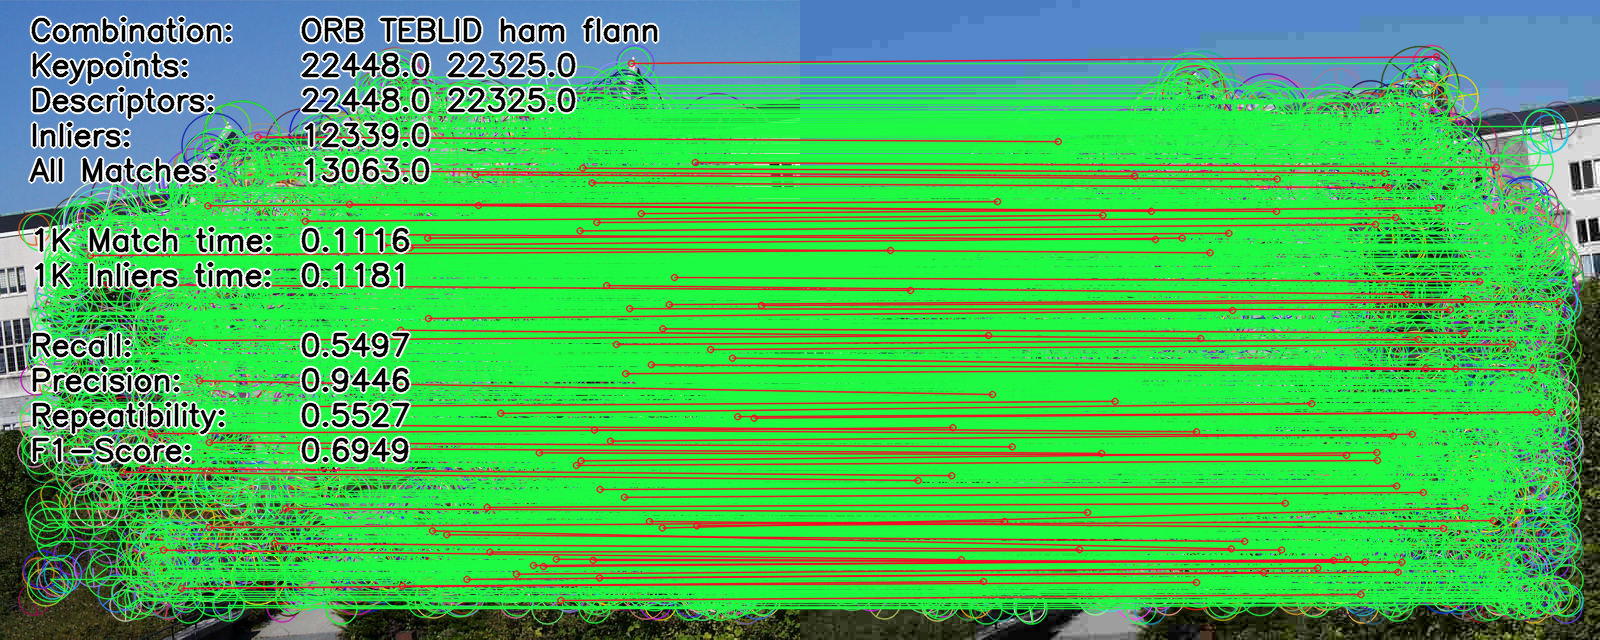 Combination: ORB TEBLID ham flann
Keypoints: 22448.0 22325.0
Descriptors: 22448.0 22325.0
Inliers: 12339.0
All Matches: 13063.0
1K Match time: 0.1116
1K Inliers time: 0.1181
Recall: 0.5497
Precision: 0.9446
Repeatibility: 0.5527
F1-Score: 0.6949